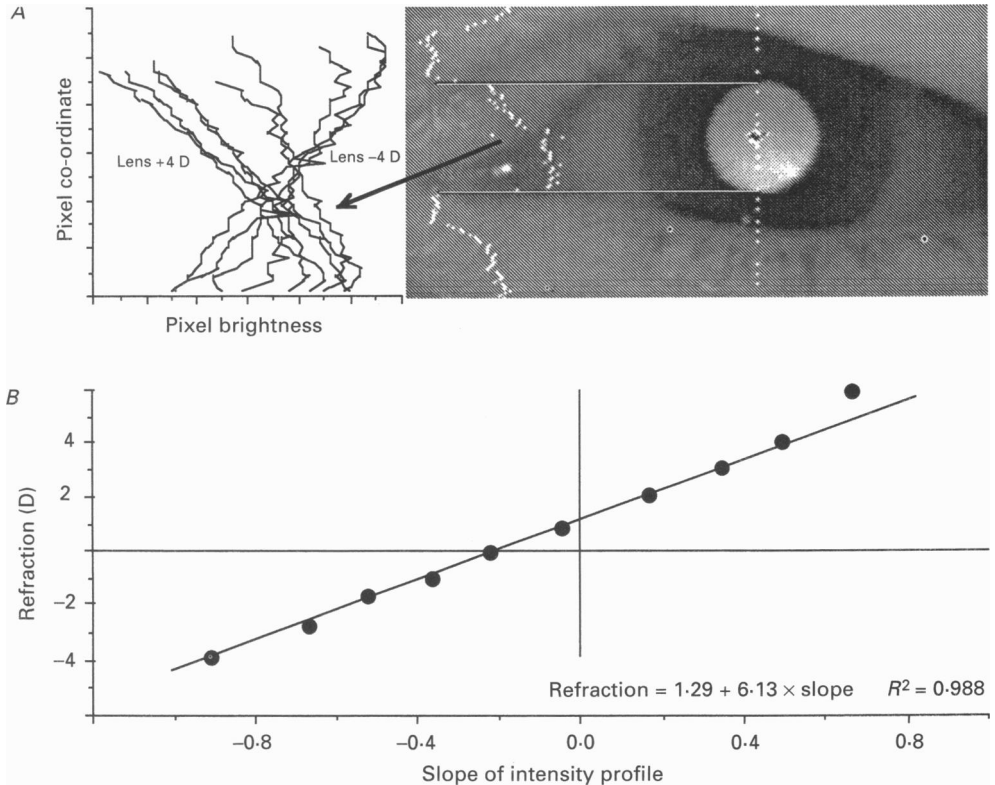 A
Pixel co-ordinate
Lens +4 D
Lens −4 D
Pixel brightness
B
Refraction (D)
4
2
−2
−4
Refraction = 1·29 + 6·13 × slope R² = 0·988
−0·8
−0·4
0·0
0·4
0·8
Slope of intensity profile